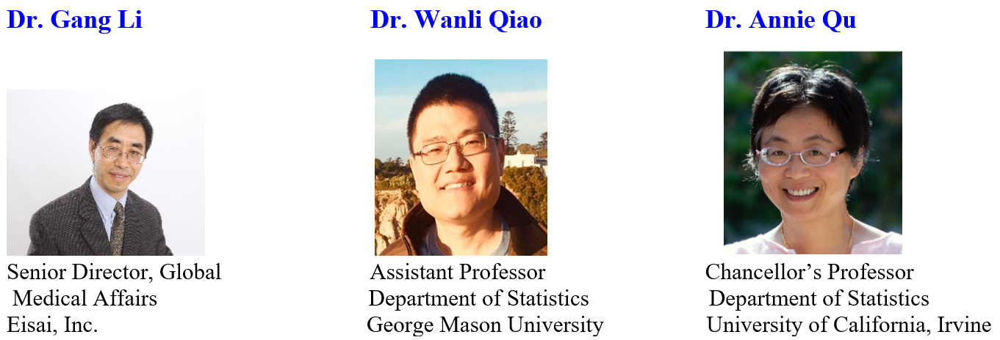 Dr. Gang Li
Senior Director, Global
Medical Affairs
Eisai, Inc.
Dr. Wanli Qiao
Assistant Professor
Department of Statistics
George Mason University
Dr. Annie Qu
Chancellor’s Professor
Department of Statistics
University of California, Irvine